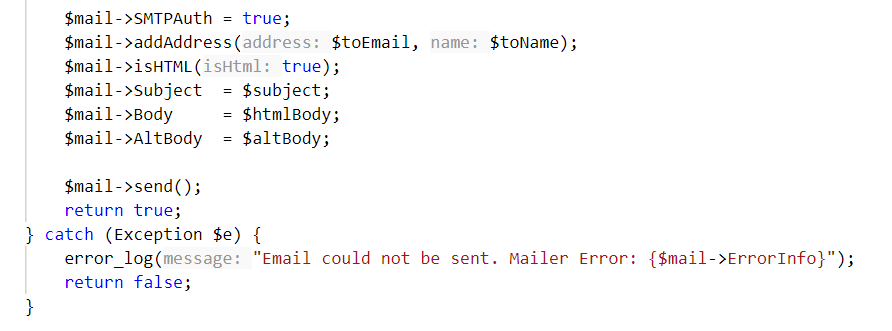 $mail->SMTPAuth = true;
$mail->addAddress(address: $toEmail, name: $toName);
$mail->isHTML(isHtml: true);
$mail->Subject  = $subject;
$mail->Body     = $htmlBody;
$mail->AltBody  = $altBody;
$mail->send();
return true;
} catch (Exception $e) {
error_log(message: "Email could not be sent. Mailer Error: {$mail->ErrorInfo}");
return false;
}